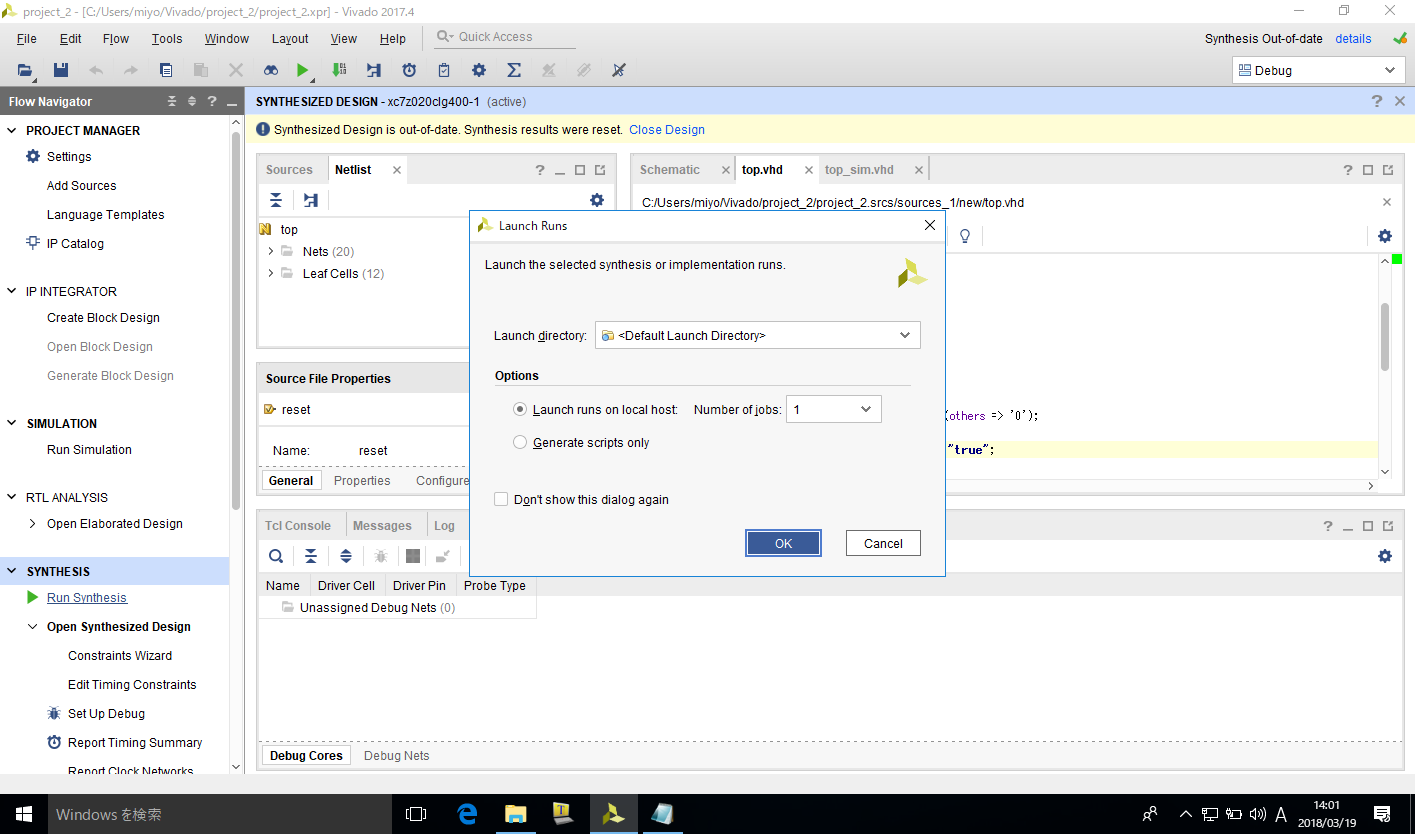 project_2 - [C:/Users/miyo/Vivado/project_2/project_2.xpr] - Vivado 2017.4
File Edit Flow Tools Window Layout View Help Quick Access
Synthesis Out-of-date details
Debug
Flow Navigator
SYNTHESIZED DESIGN - xc7z020clg400-1 (active)
Synthesized Design is out-of-date. Synthesis results were reset. Close Design
PROJECT MANAGER
Settings
Add Sources
Language Templates
IP Catalog
IP INTEGRATOR
Create Block Design
Open Block Design
Generate Block Design
SIMULATION
Run Simulation
RTL ANALYSIS
Open Elaborated Design
SYNTHESIS
Run Synthesis
Open Synthesized Design
Constraints Wizard
Edit Timing Constraints
Set Up Debug
Report Timing Summary
Report Clock Networks
Sources Netlist
top
Nets (20)
Leaf Cells (12)
Source File Properties
reset
Name: reset
General Properties Configure
Schematic top.vhd top_sim.vhd
C:/Users/miyo/Vivado/project_2/project_2.srcs/sources_1/new/top.vhd
(others => '0');
"true";
Launch Runs
Launch the selected synthesis or implementation runs.
Launch directory: <Default Launch Directory>
Options
Launch runs on local host: Number of jobs: 1
Generate scripts only
Don't show this dialog again
OK Cancel
Tcl Console Messages Log
Name Driver Cell Driver Pin Probe Type
Unassigned Debug Nets (0)
Debug Cores Debug Nets
Windows を検索
A
14:01
2018/03/19